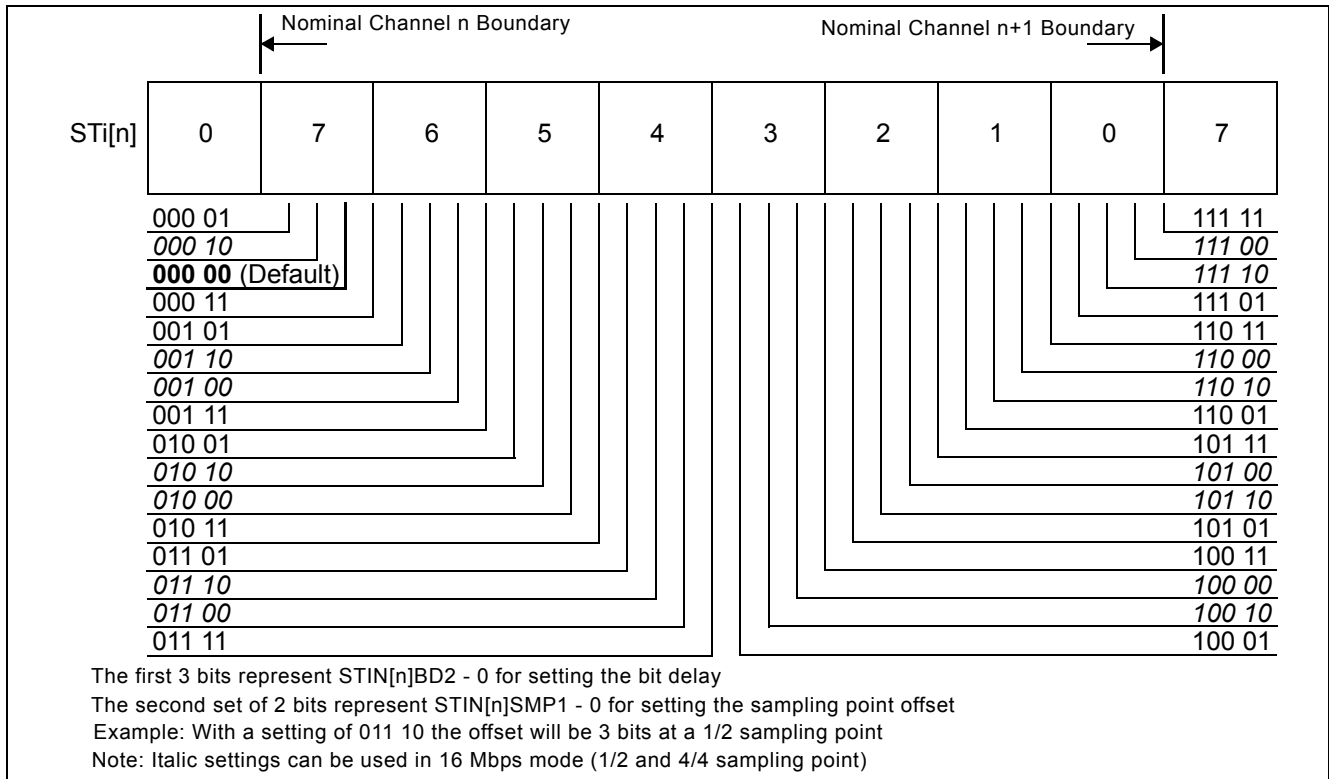 Nominal Channel n Boundary
Nominal Channel n+1 Boundary
STi[n] 0 7 6 5 4 3 2 1 0 7
000 01 111 11
000 10 111 00
000 00 (Default) 111 10
000 11 111 01
001 01 110 11
001 10 110 00
001 00 110 10
001 11 110 01
010 01 101 11
010 10 101 00
010 00 101 10
010 11 101 01
011 01 100 11
011 10 100 00
011 00 100 10
011 11 100 01
The first 3 bits represent STIN[n]BD2 - 0 for setting the bit delay
The second set of 2 bits represent STIN[n]SMP1 - 0 for setting the sampling point offset
Example: With a setting of 011 10 the offset will be 3 bits at a 1/2 sampling point
Note: Italic settings can be used in 16 Mbps mode (1/2 and 4/4 sampling point)